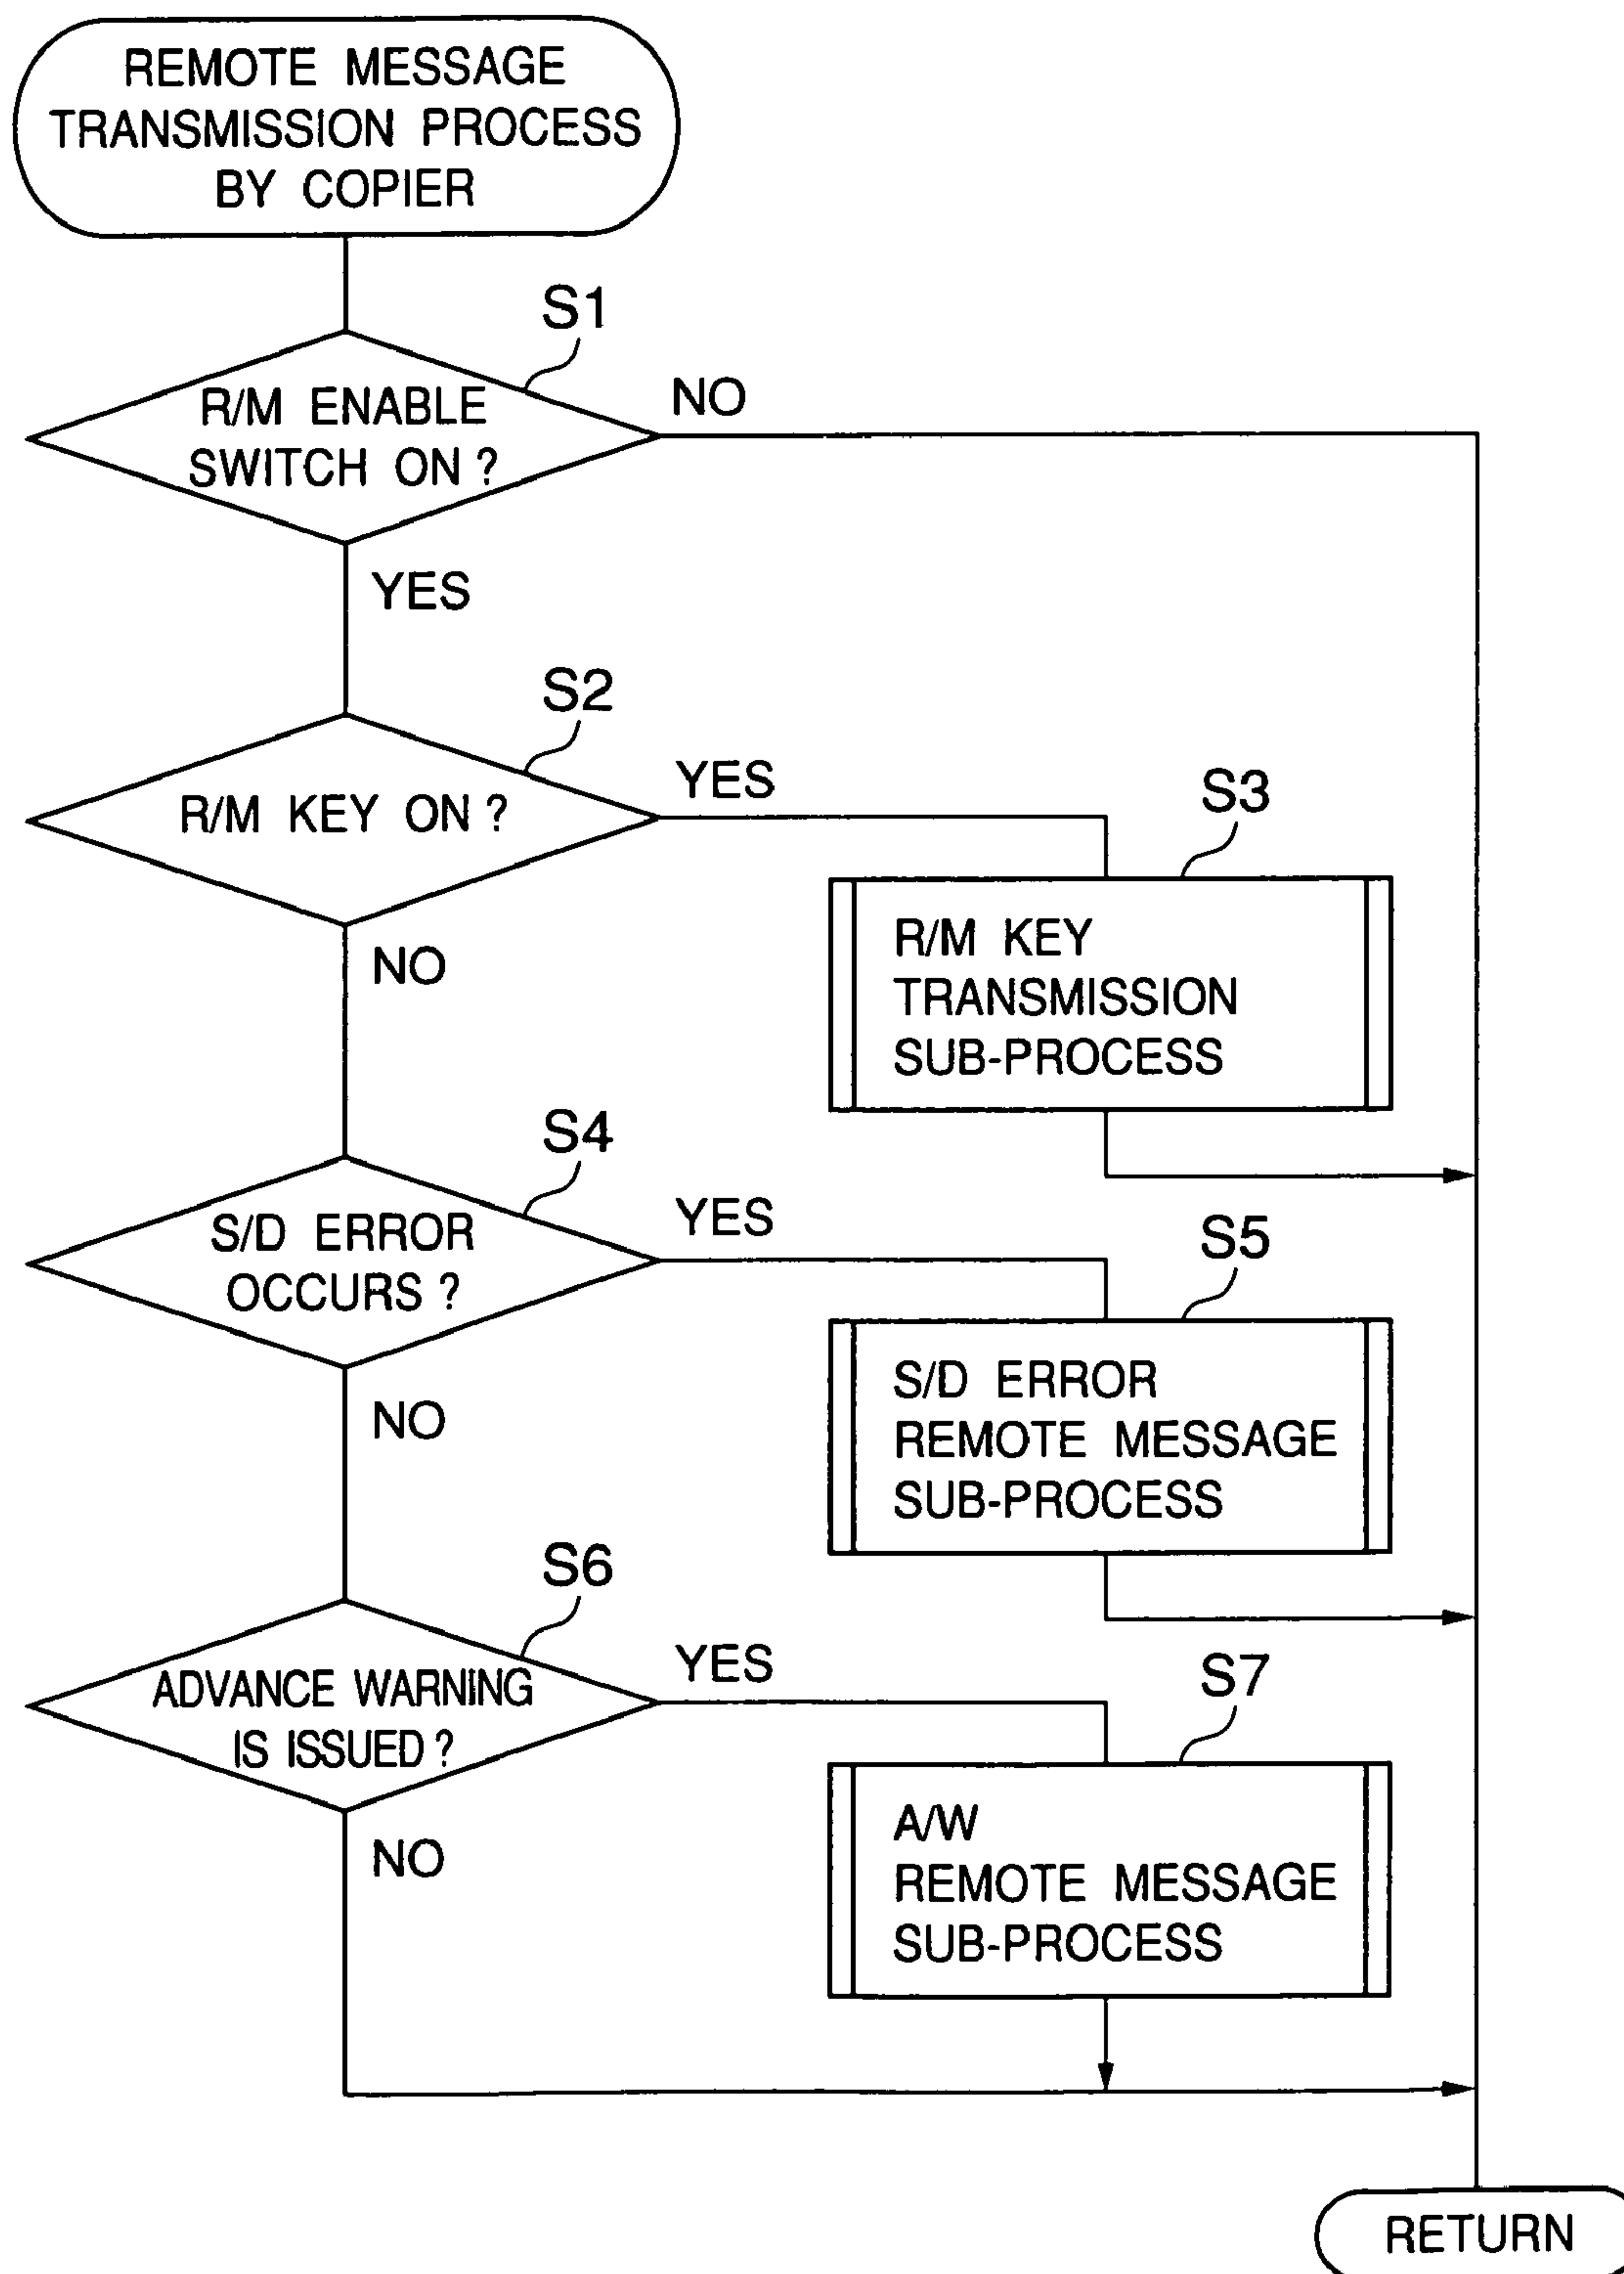 REMOTE MESSAGE
TRANSMISSION PROCESS
BY COPIER
S1
R/M ENABLE
SWITCH ON ?
NO
YES
S2
R/M KEY ON ?
YES
NO
S3
R/M KEY
TRANSMISSION
SUB-PROCESS
S4
S/D ERROR
OCCURS ?
YES
NO
S5
S/D ERROR
REMOTE MESSAGE
SUB-PROCESS
S6
ADVANCE WARNING
IS ISSUED ?
YES
NO
S7
A/W
REMOTE MESSAGE
SUB-PROCESS
RETURN